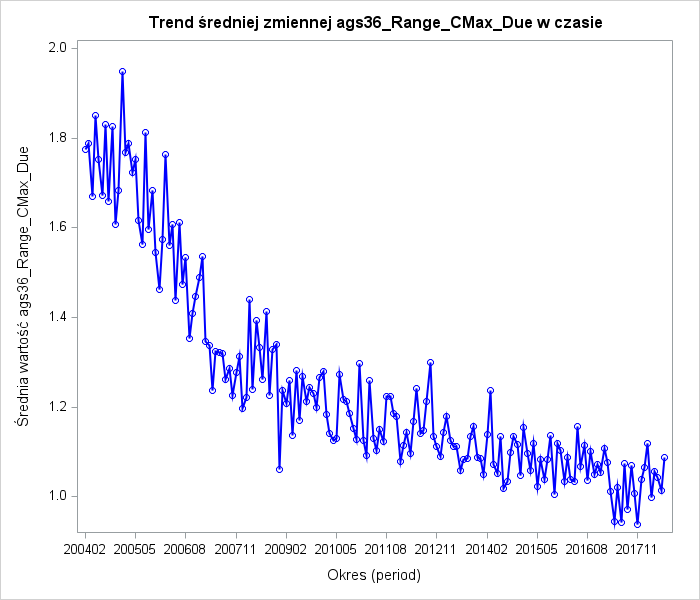 Trend średniej zmiennej ags36_Range_CMax_Due w czasie
Średnia wartość ags36_Range_CMax_Due
2.0
1.8
1.6
1.4
1.2
1.0
200402 200505 200608 200711 200902 201005 201108 201211 201402 201505 201608 201711
Okres (period)